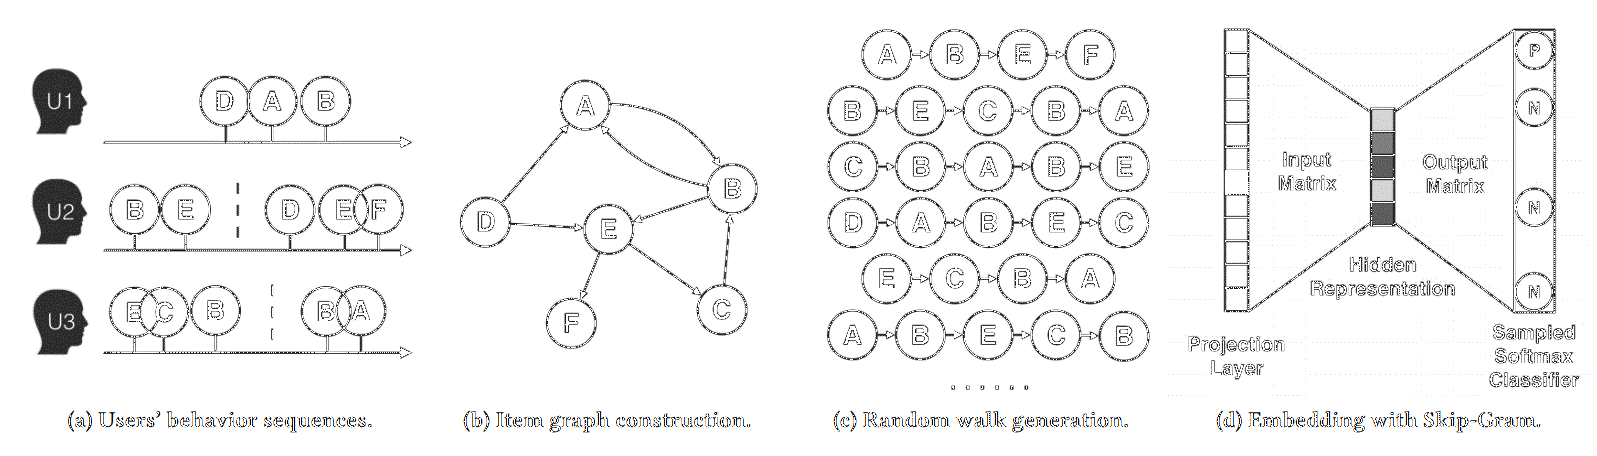 U1 D A B
U2 B E D E F
U3 E C B B A
(a) Users' behavior sequences.
A
B
D
E
F
C
(b) Item graph construction.
A B E F
B E C B A
C B A B E
D A B E C
E C B A
A B E C B
......
(c) Random walk generation.
Projection
Layer
Input
Matrix
Hidden
Representation
Output
Matrix
P
N
N
N
Sampled
Softmax
Classifier
(d) Embedding with Skip-Gram.